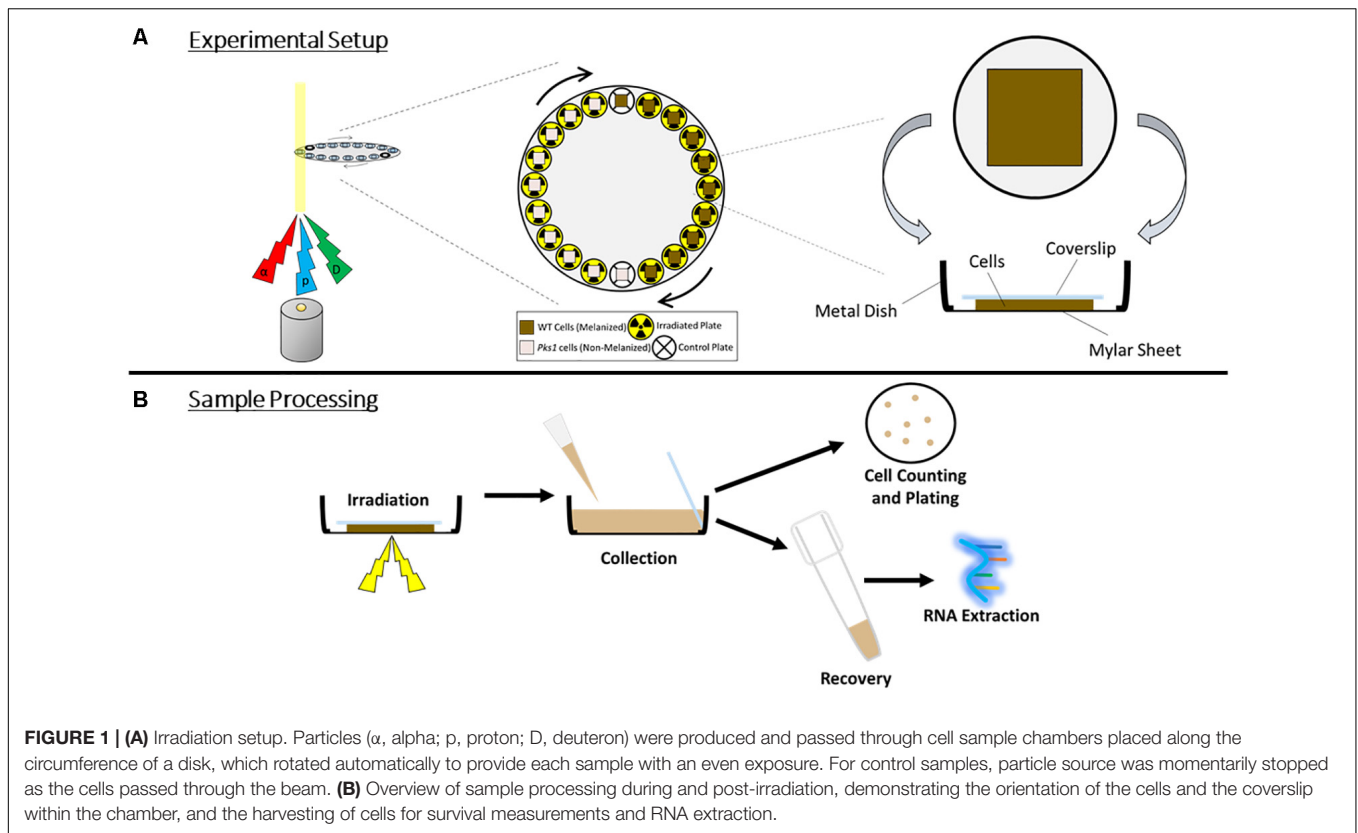 A Experimental Setup
α
p
D
WT Cells (Melanized) Irradiated Plate
Pks1 cells (Non-Melanized) Control Plate
Coverslip
Cells
Metal Dish
Mylar Sheet
B Sample Processing
Irradiation
Collection
Cell Counting
and Plating
Recovery
RNA Extraction
FIGURE 1 | (A) Irradiation setup. Particles (α, alpha; p, proton; D, deuteron) were produced and passed through cell sample chambers placed along the
circumference of a disk, which rotated automatically to provide each sample with an even exposure. For control samples, particle source was momentarily stopped
as the cells passed through the beam. (B) Overview of sample processing during and post-irradiation, demonstrating the orientation of the cells and the coverslip
within the chamber, and the harvesting of cells for survival measurements and RNA extraction.